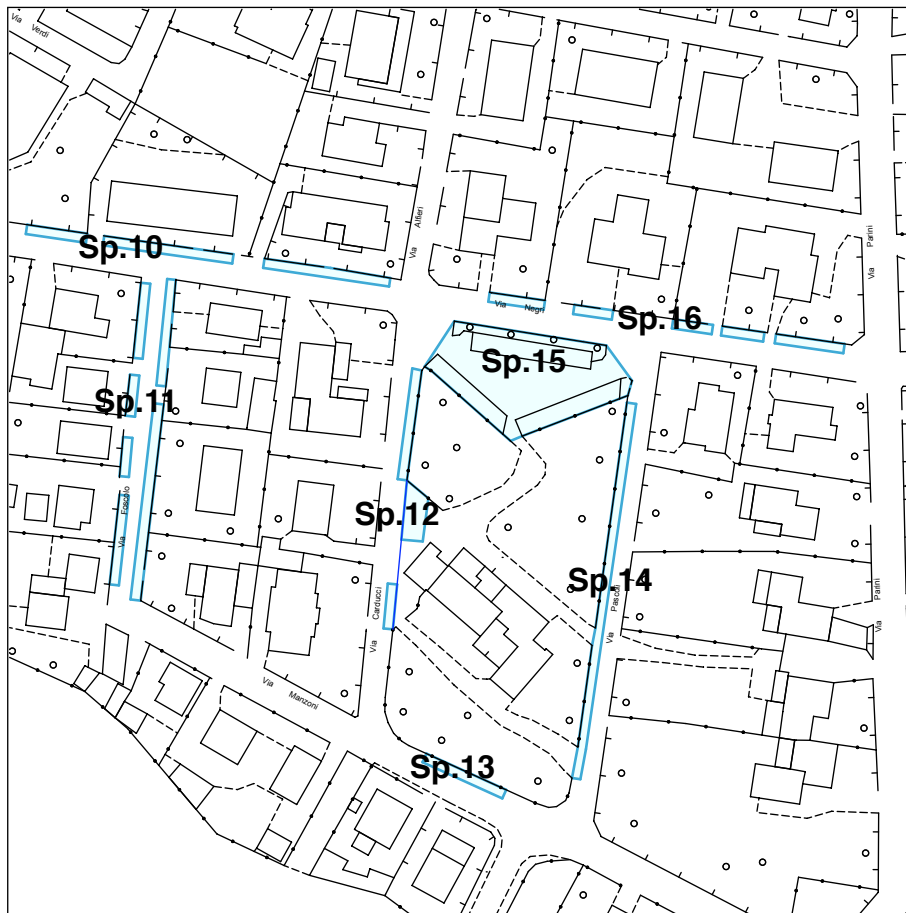 Via Verdi
Via Alfieri
Via Parini
Sp.10
Via Negri
Sp.16
Sp.15
Sp.11
Via Foscolo
Sp.12
Sp.14
Via Carducci
Via Pascoli
Via Parini
Via Manzoni
Sp.13